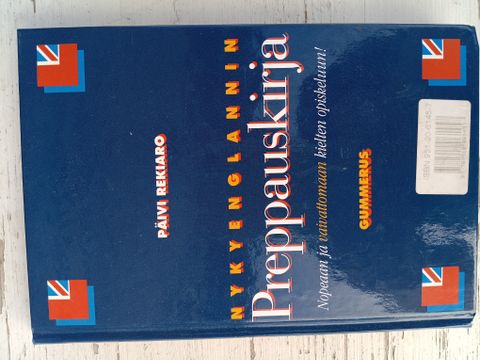 PÄIVI REKIARO
NYKYENGLANNIN
Preppauskirja
Nopeaan ja vaivattomaan kielten opiskeluun!
GUMMERUS